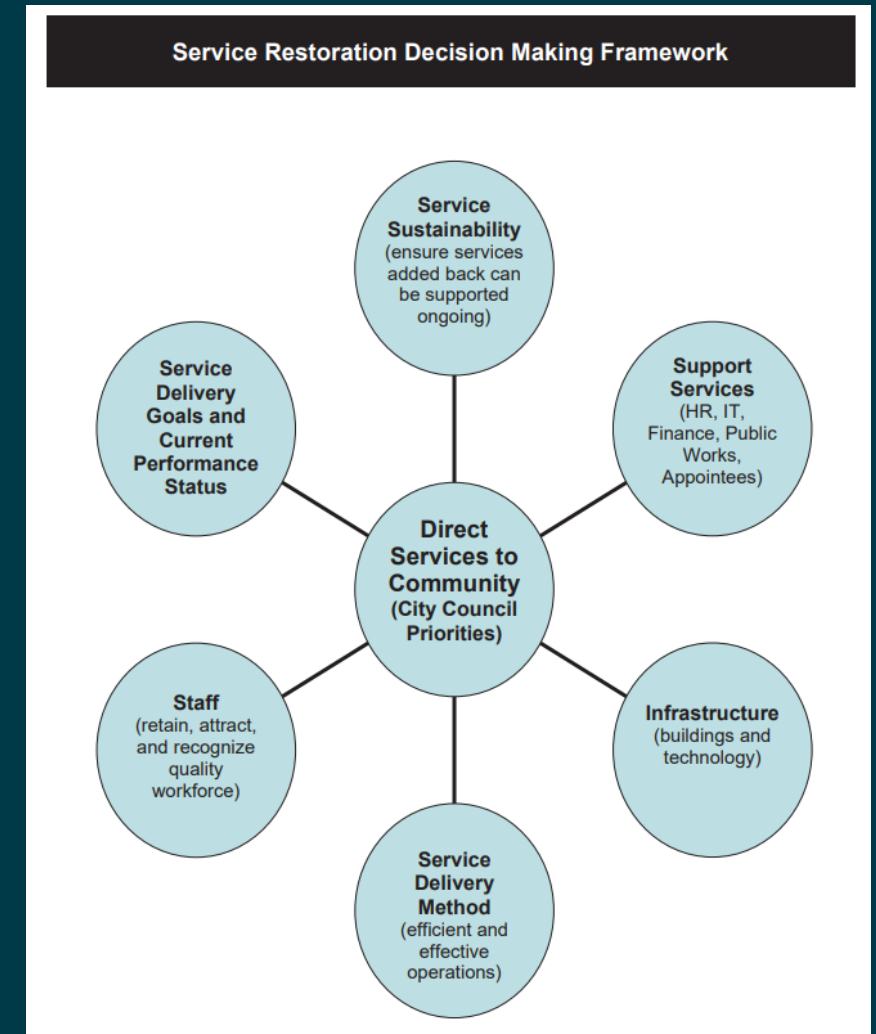 Service Restoration Decision Making Framework
Service
Sustainability
(ensure services
added back can
be supported
ongoing)
Service
Delivery
Goals and
Current
Performance
Status
Support
Services
(HR, IT,
Finance, Public
Works,
Appointees)
Direct
Services to
Community
(City Council
Priorities)
Staff
(retain, attract,
and recognize
quality
workforce)
Infrastructure
(buildings and
technology)
Service
Delivery
Method
(efficient and
effective
operations)